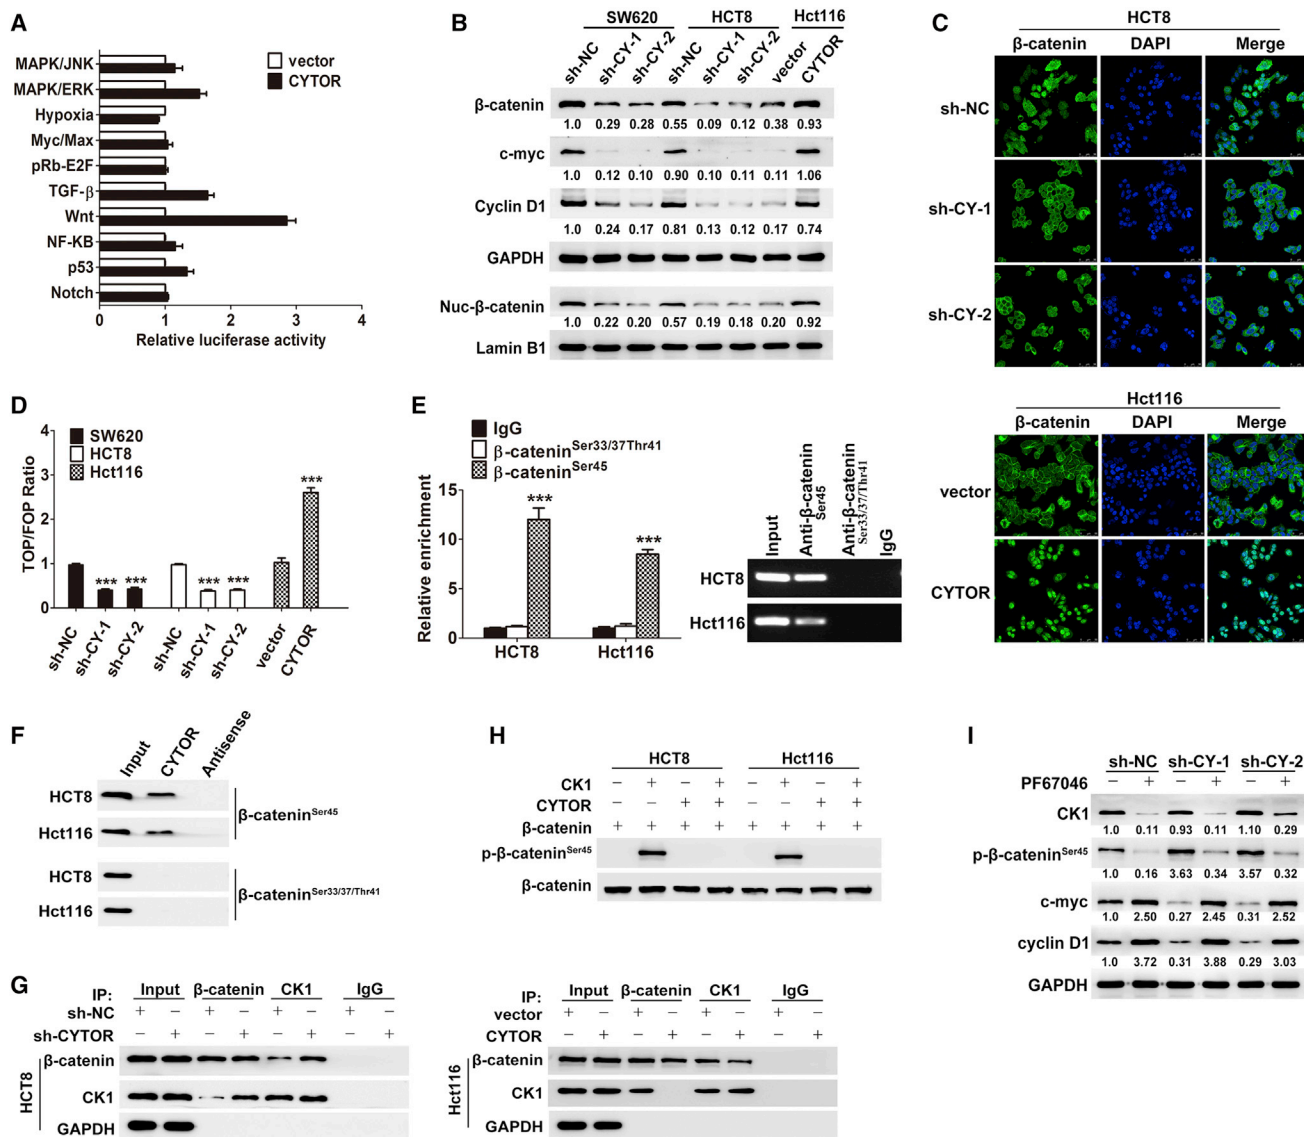 A
vector
CYTOR
MAPK/JNK
MAPK/ERK
Hypoxia
Myc/Max
pRb-E2F
TGF-β
Wnt
NF-KB
p53
Notch
0 1 2 3 4
Relative luciferase activity
B
SW620 HCT8 Hct116
sh-NC sh-CY-1 sh-CY-2 sh-NC sh-CY-1 sh-CY-2 vector CYTOR
β-catenin
1.0 0.29 0.28 0.55 0.09 0.12 0.38 0.93
c-myc
1.0 0.12 0.10 0.90 0.10 0.11 0.11 1.06
Cyclin D1
1.0 0.24 0.17 0.81 0.13 0.12 0.17 0.74
GAPDH
Nuc-β-catenin
1.0 0.22 0.20 0.57 0.19 0.18 0.20 0.92
Lamin B1
C
HCT8
β-catenin DAPI Merge
sh-NC
sh-CY-1
sh-CY-2
Hct116
β-catenin DAPI Merge
vector
CYTOR
D
SW620
HCT8
Hct116
TOP/FOP Ratio
4
2
1
0
*** *** *** *** ***
sh-NC sh-CY-1 sh-CY-2 sh-NC sh-CY-1 sh-CY-2 vector CYTOR
E
IgG
β-catenin Ser33/37Thr41
β-catenin Ser45
Relative enrichment
15
10
5
0
*** ***
HCT8 Hct116
Input Anti-β-catenin Ser45 Anti-β-catenin Ser33/37/Thr41 IgG
HCT8
Hct116
F
Input CYTOR Antisense
HCT8
Hct116
β-catenin Ser45
HCT8
Hct116
β-catenin Ser33/37/Thr41
H
HCT8 Hct116
CK1 – + – + – + – +
CYTOR – – + + – – + +
β-catenin + + + + + + + +
p-β-catenin Ser45
β-catenin
I
sh-NC sh-CY-1 sh-CY-2
PF67046 – + – + – +
CK1
1.0 0.11 0.93 0.11 1.10 0.29
p-β-catenin Ser45
1.0 0.16 3.63 0.34 3.57 0.32
c-myc
1.0 2.50 0.27 2.45 0.31 2.52
cyclin D1
1.0 3.72 0.31 3.88 0.29 3.03
GAPDH
G
IP: Input β-catenin CK1 IgG
sh-NC + – + – + – + –
sh-CYTOR – + – + – + – +
HCT8
β-catenin
CK1
GAPDH
IP: Input β-catenin CK1 IgG
vector + – + – + – + –
CYTOR – + – + – + – +
Hct116
β-catenin
CK1
GAPDH